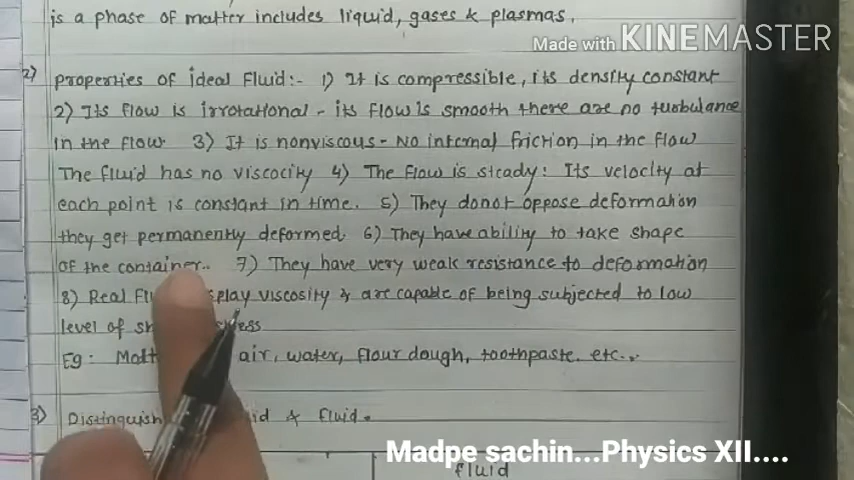 is a phase of matter includes liquid, gases & plasmas.
Made with KINEMASTER
2) properties of ideal Fluid:- 1) It is compressible, its density constant
2) Its flow is irrotational - its flow is smooth there are no tuubulance
in the flow. 3) It is nonviscous - No internal friction in the flow
The fluid has no viscocity 4) The flow is steady: Its velocity at
each point is constant in time. 5) They donot oppose deformation
they get permanently deformed. 6) They have ability to take shape
of the container.. 7) They have very weak resistance to deformation
8) Real Flu splay viscosity & are capable of being subjected to low
level of sh ess
Eg: Matt air, water, flour dough, toothpaste. etc...
3) Distinguish id & fluid.
Madpe sachin...Physics XII....
fluid